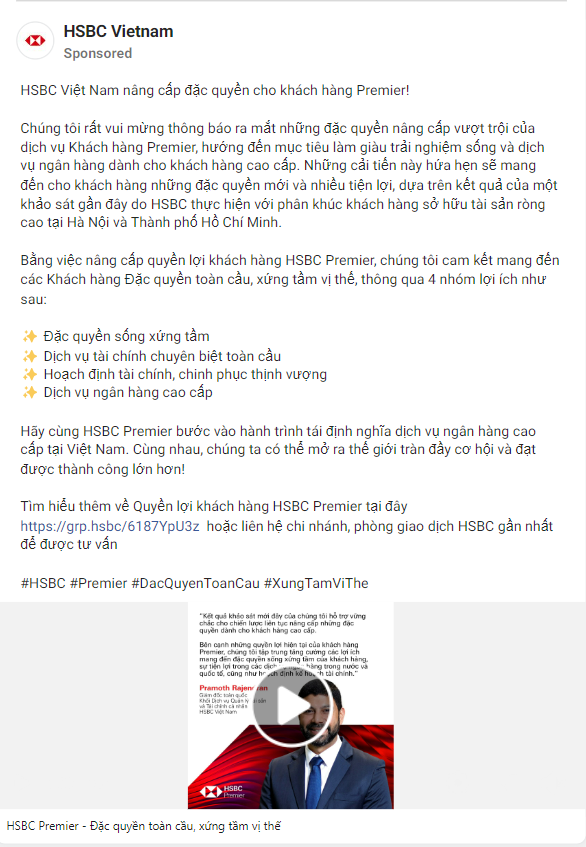 HSBC Vietnam
Sponsored
HSBC Việt Nam nâng cấp đặc quyền cho khách hàng Premier!
Chúng tôi rất vui mừng thông báo ra mắt những đặc quyền nâng cấp vượt trội của
dịch vụ Khách hàng Premier, hướng đến mục tiêu làm giàu trải nghiệm sống và dịch
vụ ngân hàng dành cho khách hàng cao cấp. Những cải tiến này hứa hẹn sẽ mang
đến cho khách hàng những đặc quyền mới và nhiều tiện lợi, dựa trên kết quả của một
khảo sát gần đây do HSBC thực hiện với phân khúc khách hàng sở hữu tài sản ròng
cao tại Hà Nội và Thành phố Hồ Chí Minh.
Bằng việc nâng cấp quyền lợi khách hàng HSBC Premier, chúng tôi cam kết mang đến
các Khách hàng Đặc quyền toàn cầu, xứng tầm vị thế, thông qua 4 nhóm lợi ích như
sau:
✨ Đặc quyền sống xứng tầm
✨ Dịch vụ tài chính chuyên biệt toàn cầu
✨ Hoạch định tài chính, chinh phục thịnh vượng
✨ Dịch vụ ngân hàng cao cấp
Hãy cùng HSBC Premier bước vào hành trình tái định nghĩa dịch vụ ngân hàng cao
cấp tại Việt Nam. Cùng nhau, chúng ta có thể mở ra thế giới tràn đầy cơ hội và đạt
được thành công lớn hơn!
Tìm hiểu thêm về Quyền lợi khách hàng HSBC Premier tại đây
https://grp.hsbc/6187YpU3z hoặc liên hệ chi nhánh, phòng giao dịch HSBC gần nhất
để được tư vấn
#HSBC #Premier #DacQuyenToanCau #XungTamViThe
"Kết quả khảo sát mới đây của chúng tôi hỗ trợ vững
chắc cho chiến lược liên tục nâng cấp những đặc
quyền dành cho khách hàng cao cấp.
Bên cạnh những quyền lợi hiện tại của khách hàng
Premier, chúng tôi tập trung tăng cường các lợi ích
mang đến đặc quyền sống xứng tầm của khách hàng,
sự tiện lợi trong các dịch hàng trong nước và
quốc tế, cũng như hoạch định kế hoạch tài chính."
Pramoth
Giám đốc toàn quốc
Khối Dịch vụ Quản lý tài sản
và Tài chính cá nhân
HSBC Việt Nam
HSBC
Premier
HSBC Premier - Đặc quyền toàn cầu, xứng tầm vị thế